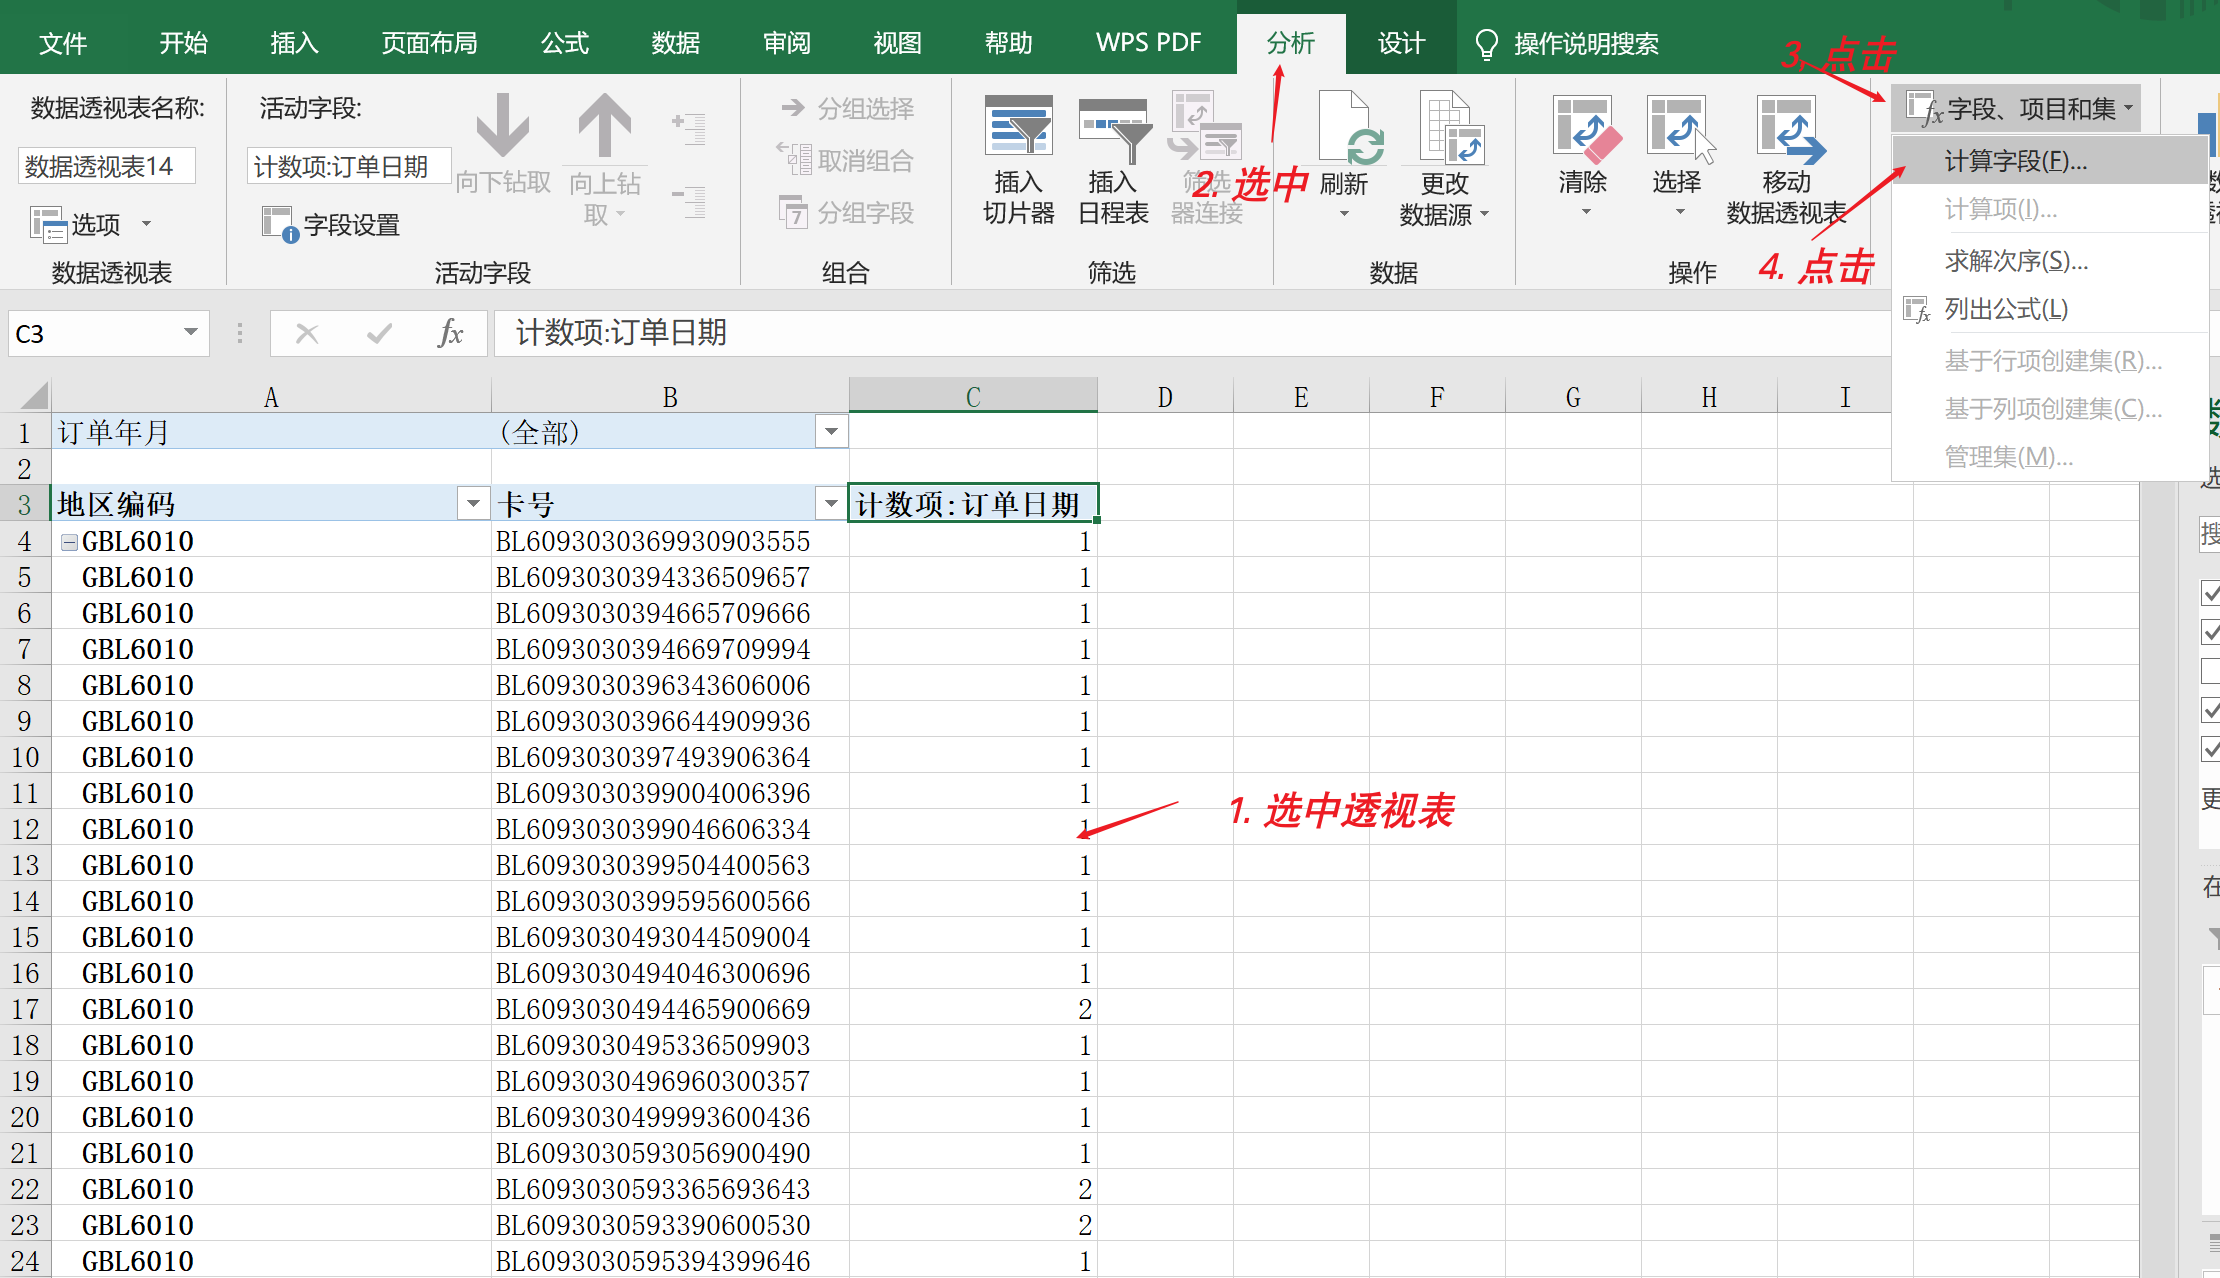 文件 开始 插入 页面布局 公式 数据 审阅 视图 帮助 WPS PDF 分析 设计 操作说明搜索
3, 点击
数据透视表名称: 活动字段: 分组选择 fx 字段、项目和集
数据透视表14 计数项:订单日期 取消组合 计算字段(F)...
向下钻取 向上钻取 插入切片器 插入日程表 筛选器连接 刷新 更改数据源 清除 选择 移动数据透视表
2. 选中
选项 字段设置 7 分组字段 计算项(I)...
4. 点击
数据透视表 活动字段 组合 筛选 数据 操作 求解次序(S)...
fx 列出公式(L)
C3 fx 计数项:订单日期
基于行项创建集(R)...
基于列项创建集(C)...
管理集(M)...
A B C D E F G H I
1 订单年月 (全部)
2
3 地区编码 卡号 计数项:订单日期
4 GBL6010 BL6093030369930903555 1
5 GBL6010 BL6093030394336509657 1
6 GBL6010 BL6093030394665709666 1
7 GBL6010 BL6093030394669709994 1
8 GBL6010 BL6093030396343606006 1
9 GBL6010 BL6093030396644909936 1
10 GBL6010 BL6093030397493906364 1
11 GBL6010 BL6093030399004006396 1
1. 选中透视表
12 GBL6010 BL6093030399046606334 1
13 GBL6010 BL6093030399504400563 1
14 GBL6010 BL6093030399595600566 1
15 GBL6010 BL6093030493044509004 1
16 GBL6010 BL6093030494046300696 1
17 GBL6010 BL6093030494465900669 2
18 GBL6010 BL6093030495336509903 1
19 GBL6010 BL6093030496960300357 1
20 GBL6010 BL6093030499993600436 1
21 GBL6010 BL6093030593056900490 1
22 GBL6010 BL6093030593365693643 2
23 GBL6010 BL6093030593390600530 2
24 GBL6010 BL6093030595394399646 1
选
搜
更
在